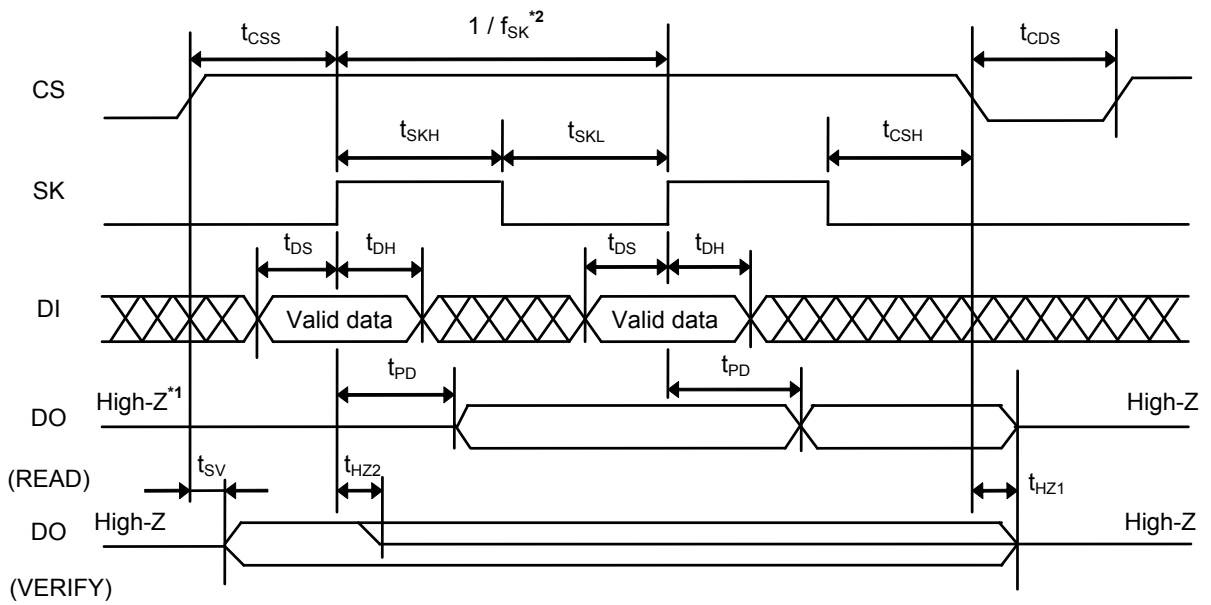 tCSS 1 / fSK*2 tCDS
CS
tSKH tSKL tCSH
SK
tDS tDH tDS tDH
DI Valid data Valid data
tPD tPD
High-Z*1 High-Z
DO
(READ) tSV tHZ2 tHZ1
High-Z High-Z
DO
(VERIFY)